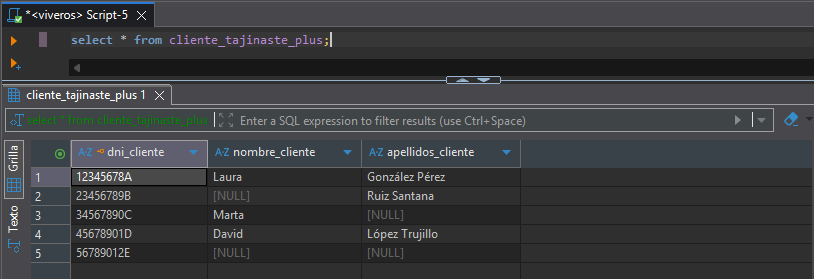 *<viveros> Script-5
select * from cliente_tajinaste_plus;
cliente_tajinaste_plus 1
select * from cliente_tajinaste_plus Enter a SQL expression to filter results (use Ctrl+Space)
Grilla
Texto
A-Z dni_cliente A-Z nombre_cliente A-Z apellidos_cliente
1 12345678A Laura González Pérez
2 23456789B [NULL] Ruiz Santana
3 34567890C Marta [NULL]
4 45678901D David López Trujillo
5 56789012E [NULL] [NULL]